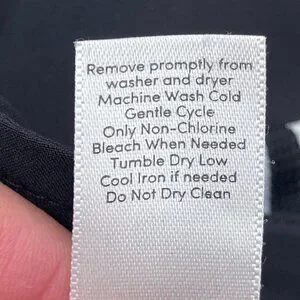 Remove promptly from
washer and dryer
Machine Wash Cold
Gentle Cycle
Only Non-Chlorine
Bleach When Needed
Tumble Dry Low
Cool Iron if needed
Do Not Dry Clean